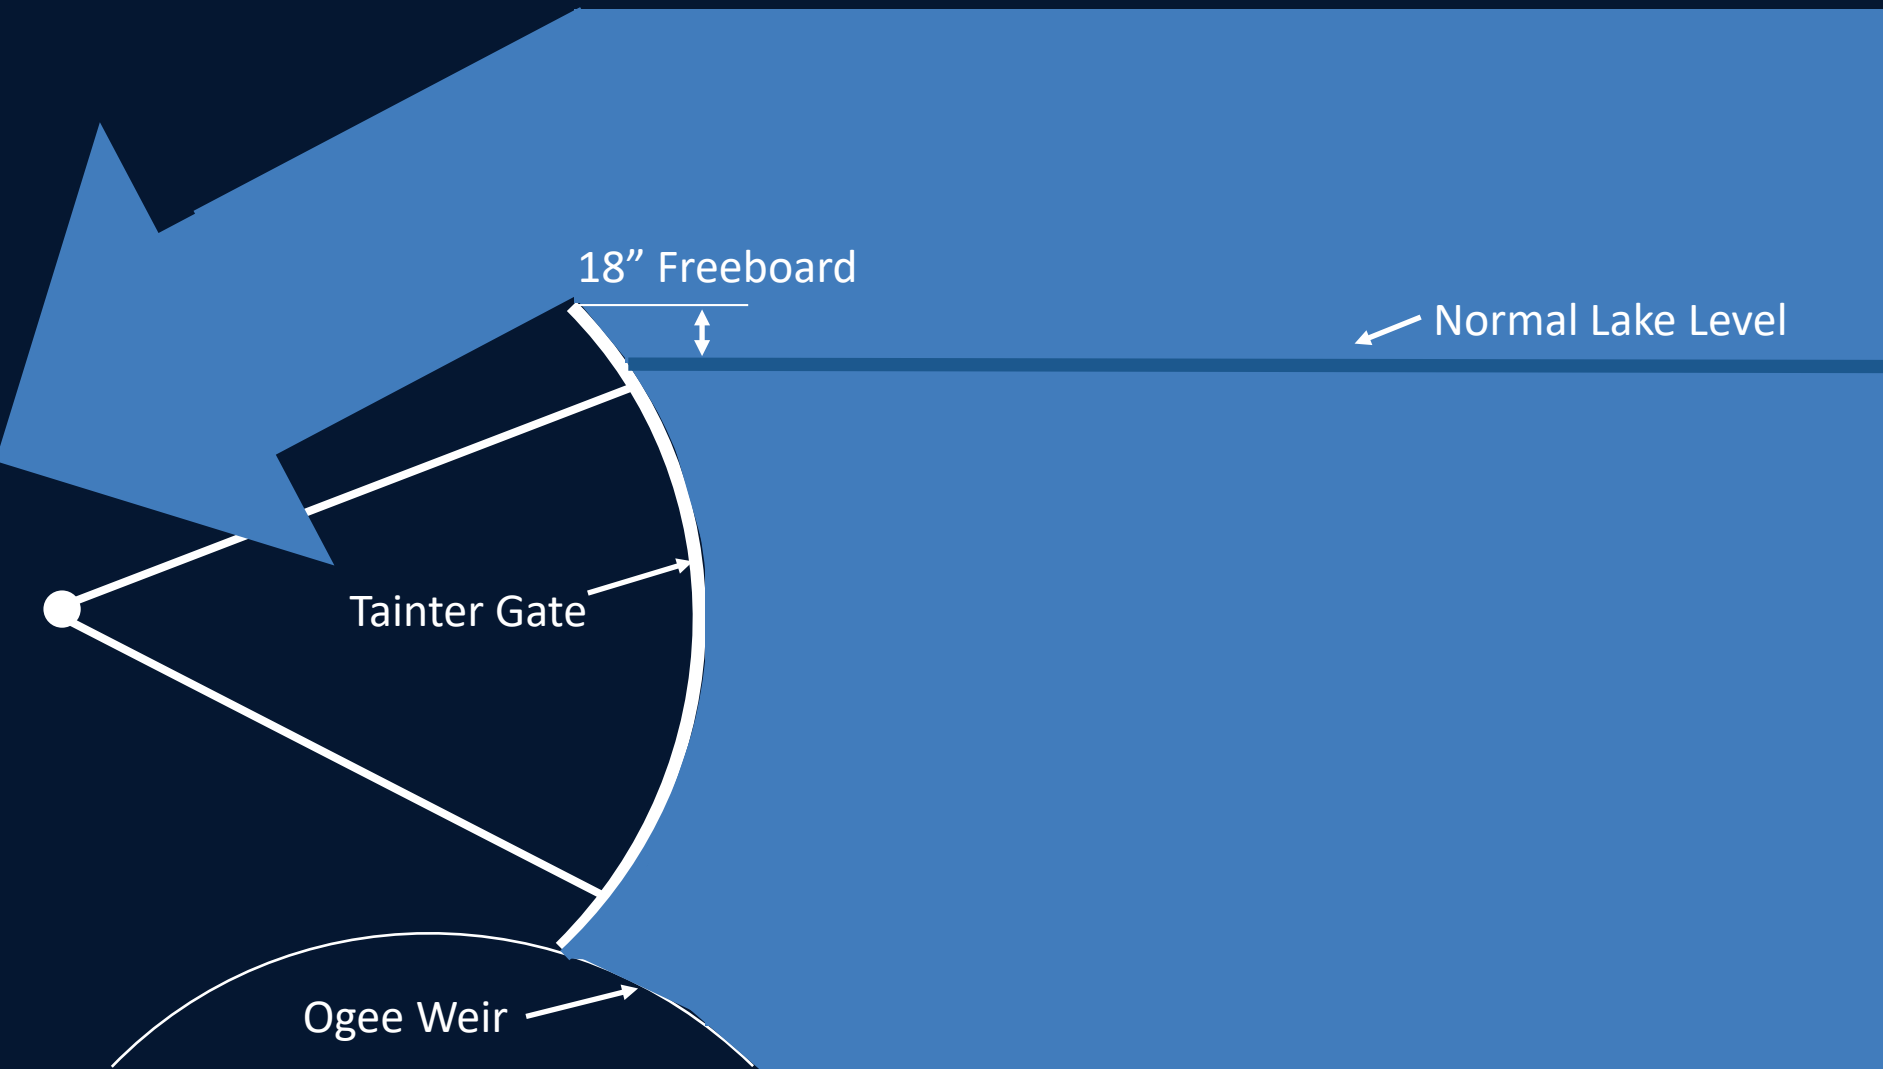 18” Freeboard
Normal Lake Level
Tainter Gate
Ogee Weir